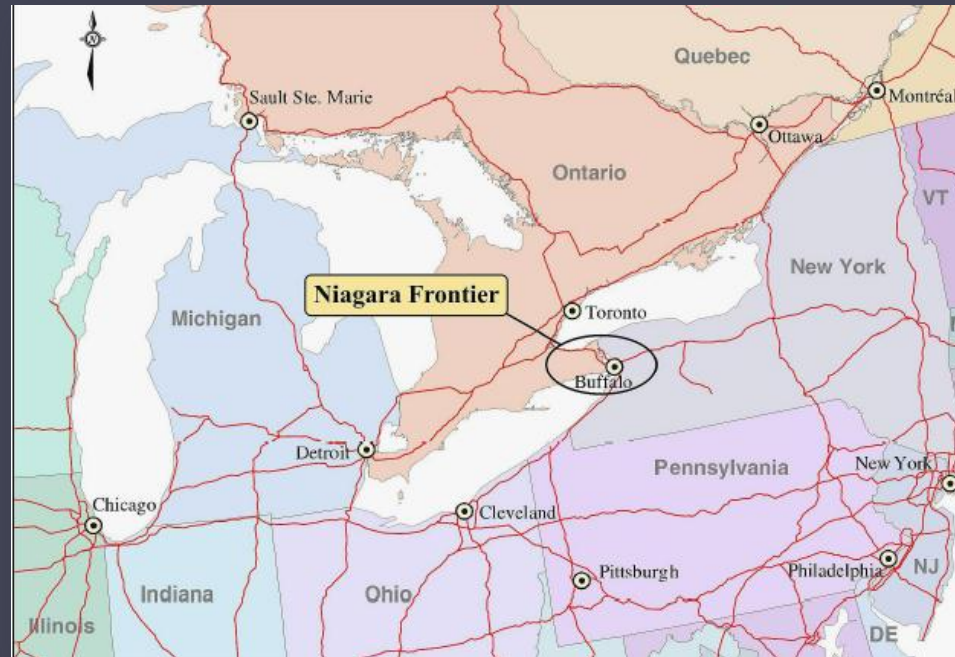 N
Quebec
Sault Ste. Marie
Montréal
Ottawa
Ontario
VT
New York
Niagara Frontier
Michigan
Toronto
Buffalo
Detroit
Pennsylvania
New York
Chicago
Cleveland
Pittsburgh
Philadelphia
NJ
Indiana
Ohio
Illinois
DE